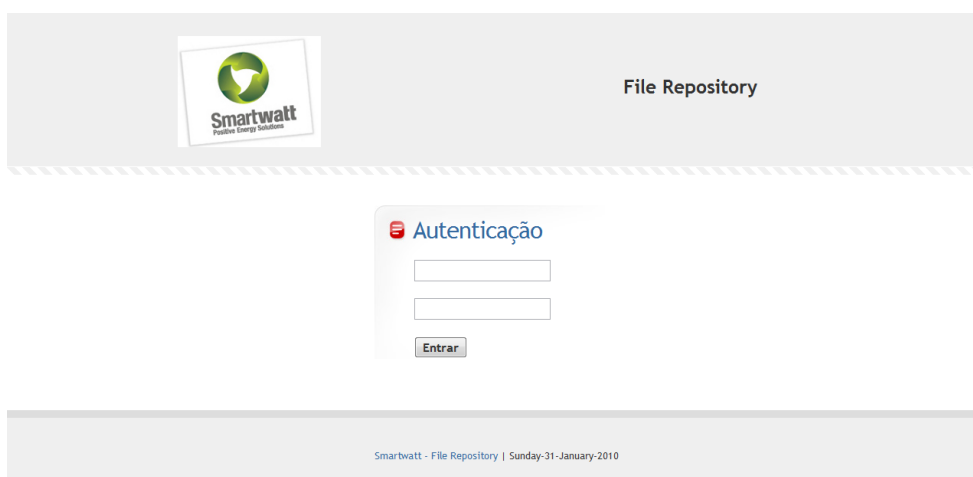 Smartwatt
Positive Energy Solutions
File Repository
Autenticação
Entrar
Smartwatt - File Repository | Sunday-31-January-2010